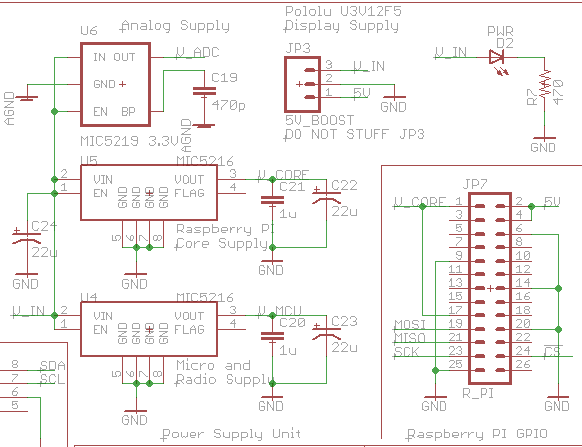 U6
Analog Supply
IN OUT
V_ADC
GND
C19
EN BP
470p
AGND
AGND
MIC5219 3.3V
Pololu U3V12F5
Display Supply
JP3
3
V_IN
2
1
5V
GND
5V_BOOST
DO NOT STUFF JP3
PWR
D2
V_IN
R7
470
GND
U5
MIC5216
2
VIN
VOUT
3
V_CORE
1
EN
FLAG
4
GND
GND
GND
GND
5
6
7
8
C21
1u
C22
22u
Raspberry PI
Core Supply
C24
22u
GND
GND
GND
V_IN
U4
MIC5216
2
VIN
VOUT
3
V_MCU
1
EN
FLAG
4
GND
GND
GND
GND
5
6
7
8
C20
1u
C23
22u
Micro and
Radio Supply
GND
GND
8
SDA
7
SCL
6
5
Power Supply Unit
JP7
V_CORE
1 2
5V
3 4
5 6
7 8
9 10
11 12
13 14
15 16
17 18
MOSI
19 20
MISO
21 22
SCK
23 24
CS
25 26
R_PI
GND
GND
Raspberry PI GPIO